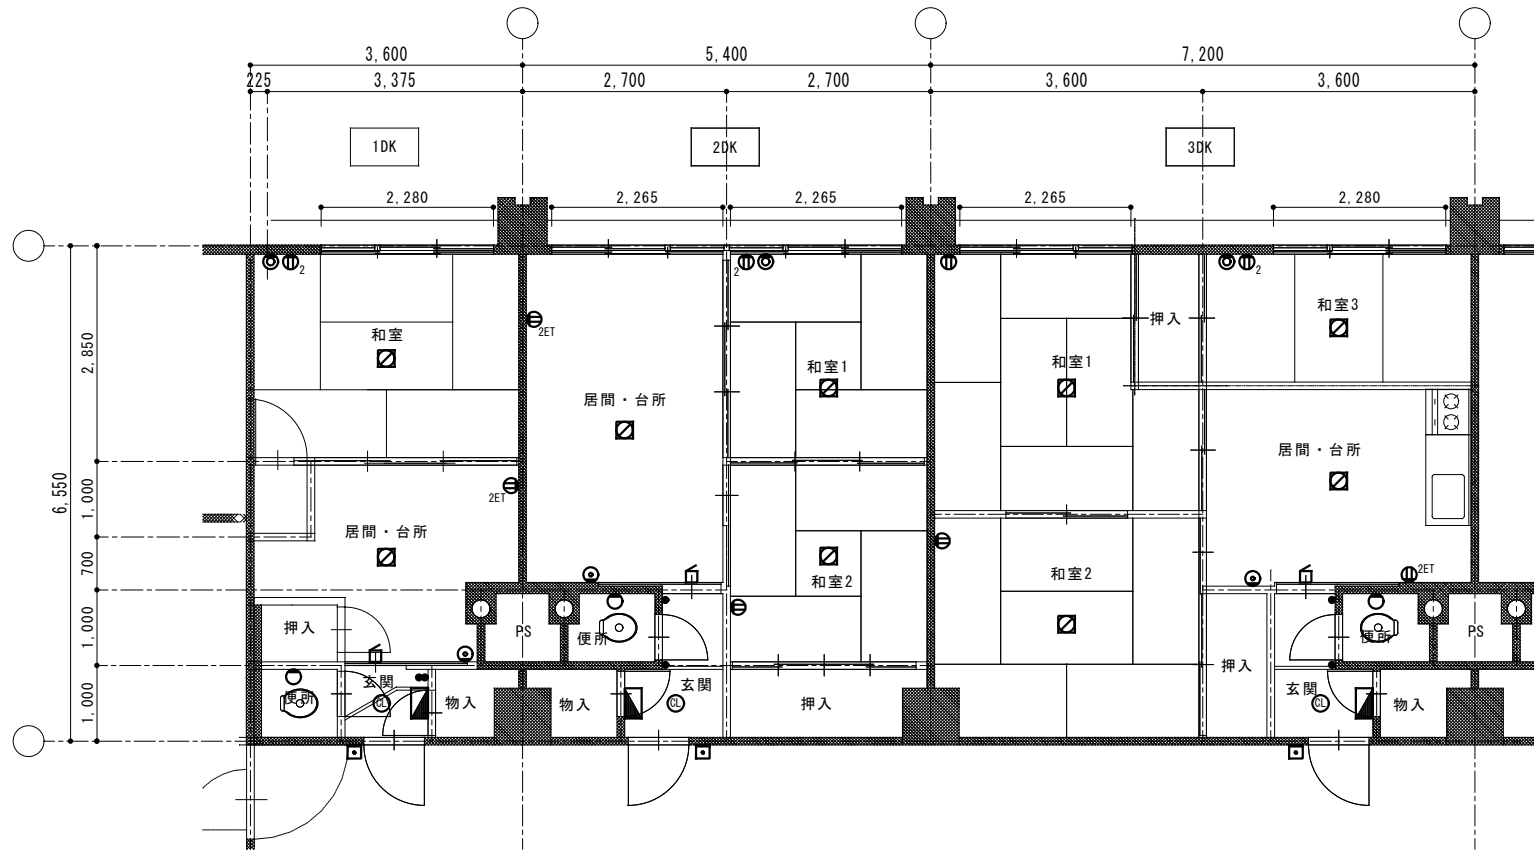 3,600
5,400
7,200
225
3,375
2,700
2,700
3,600
3,600
1DK
2DK
3DK
2,280
2,265
2,265
2,265
2,280
2
2
2
和室
2ET
和室1
和室1
押入
和室3
2,850
居間・台所
居間・台所
6,550
1,000
2ET
居間・台所
700
和室2
和室2
2ET
1,000
押入
PS
便所
便所
PS
押入
1,000
便所
玄関
CL
物入
物入
玄関
CL
押入
玄関
CL
物入